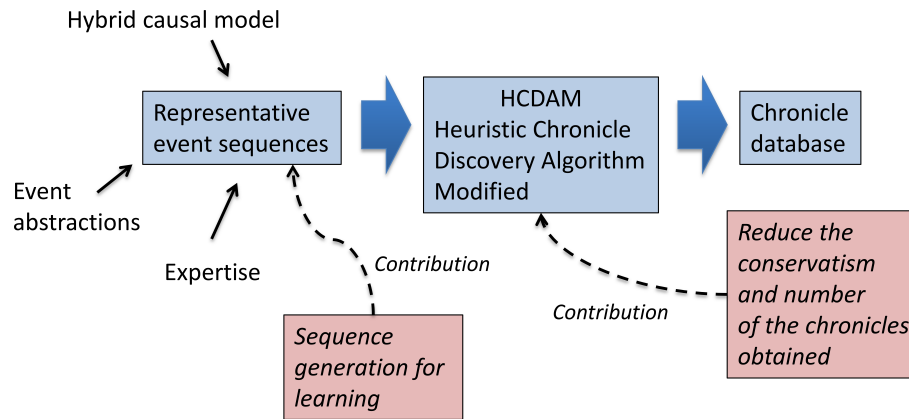 Hybrid causal model
Representative
event sequences
HCDAM
Heuristic Chronicle
Discovery Algorithm
Modified
Chronicle
database
Event
abstractions
Expertise
Contribution
Contribution
Sequence
generation for
learning
Reduce the
conservatism
and number
of the chronicles
obtained